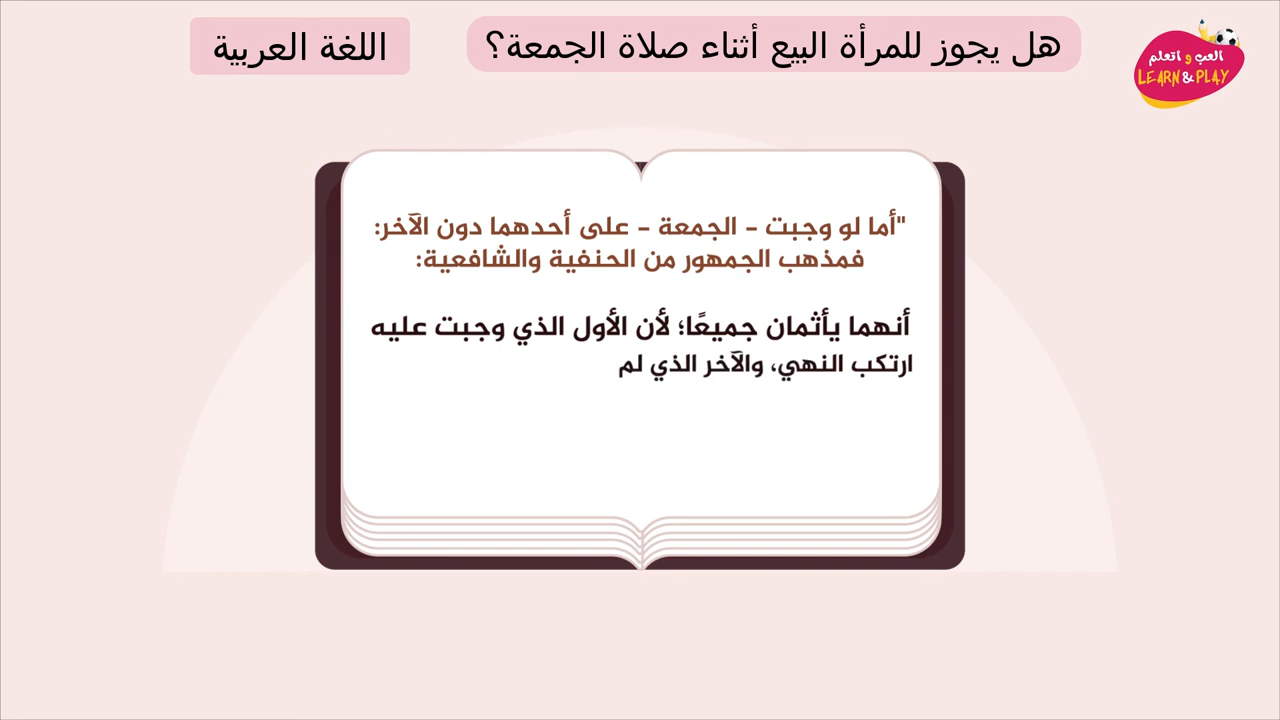 هل يجوز للمرأة البيع أثناء صلاة الجمعة؟
اللغة العربية
العب و اتعلم
LEARN & PLAY
"أما لو وجبت - الجمعة - على أحدهما دون الآخر:
فمذهب الجمهور من الحنفية والشافعية:
أنهما يأثمان جميعًا؛ لأن الأول الذي وجبت عليه
ارتكب النهي، والآخر الذي لم